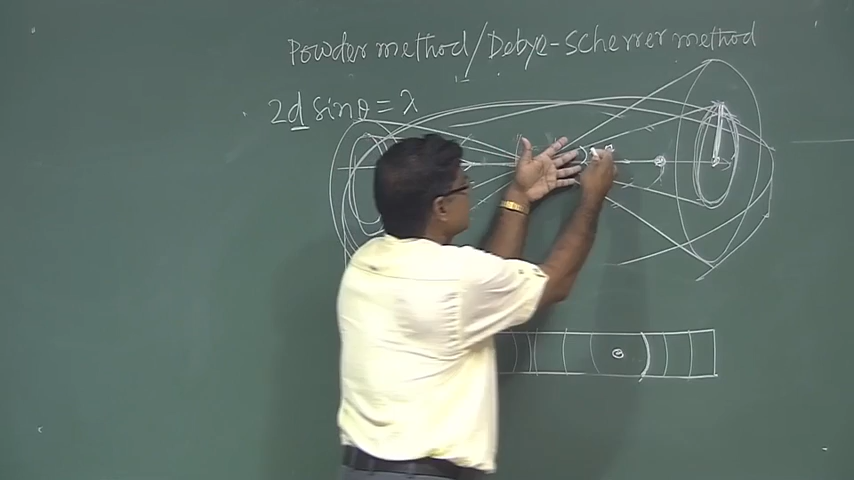 Powder method/Debye-Scherrer method
2d sinθ = λ